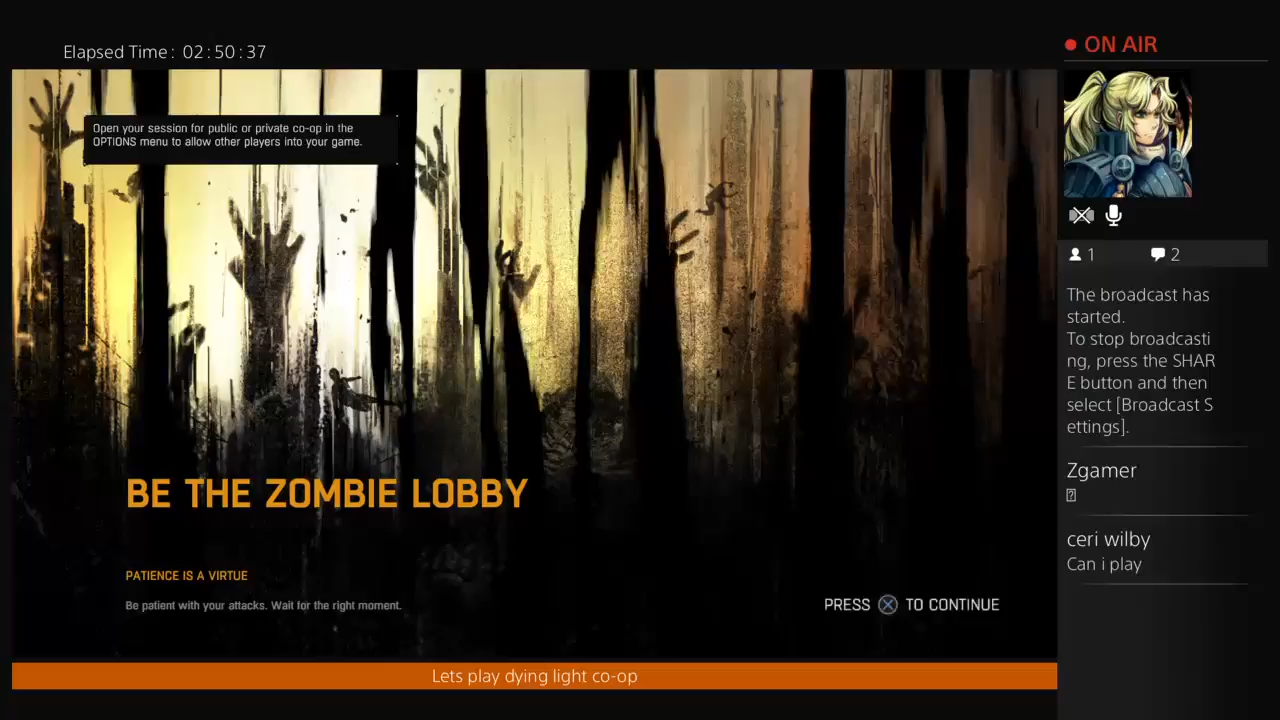 Elapsed Time: 02:50:37
ON AIR
Open your session for public or private co-op in the
OPTIONS menu to allow other players into your game.
1
2
The broadcast has
started.
To stop broadcasti
ng, press the SHAR
E button and then
select [Broadcast S
ettings].
Zgamer
ceri wilby
Can i play
BE THE ZOMBIE LOBBY
PATIENCE IS A VIRTUE
Be patient with your attacks. Wait for the right moment.
PRESS X TO CONTINUE
Lets play dying light co-op